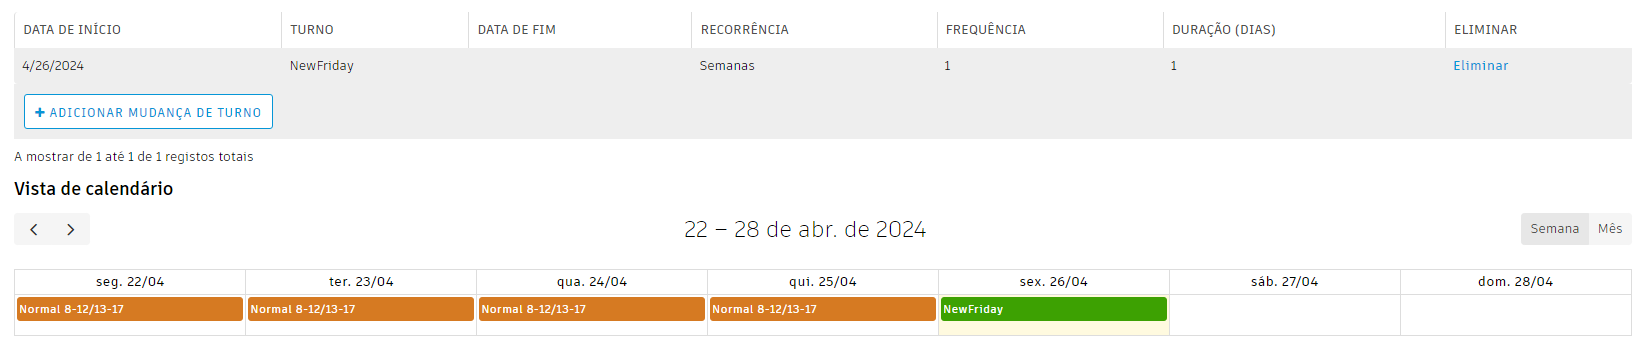 DATA DE INÍCIO TURNO DATA DE FIM RECORRÊNCIA FREQUÊNCIA DURAÇÃO (DIAS) ELIMINAR
4/26/2024 NewFriday Semanas 1 1 Eliminar
+ ADICIONAR MUDANÇA DE TURNO
A mostrar de 1 até 1 de 1 registos totais
Vista de calendário
22 – 28 de abr. de 2024 Semana Mês
seg. 22/04 ter. 23/04 qua. 24/04 qui. 25/04 sex. 26/04 sáb. 27/04 dom. 28/04
Normal 8-12/13-17 Normal 8-12/13-17 Normal 8-12/13-17 Normal 8-12/13-17 NewFriday